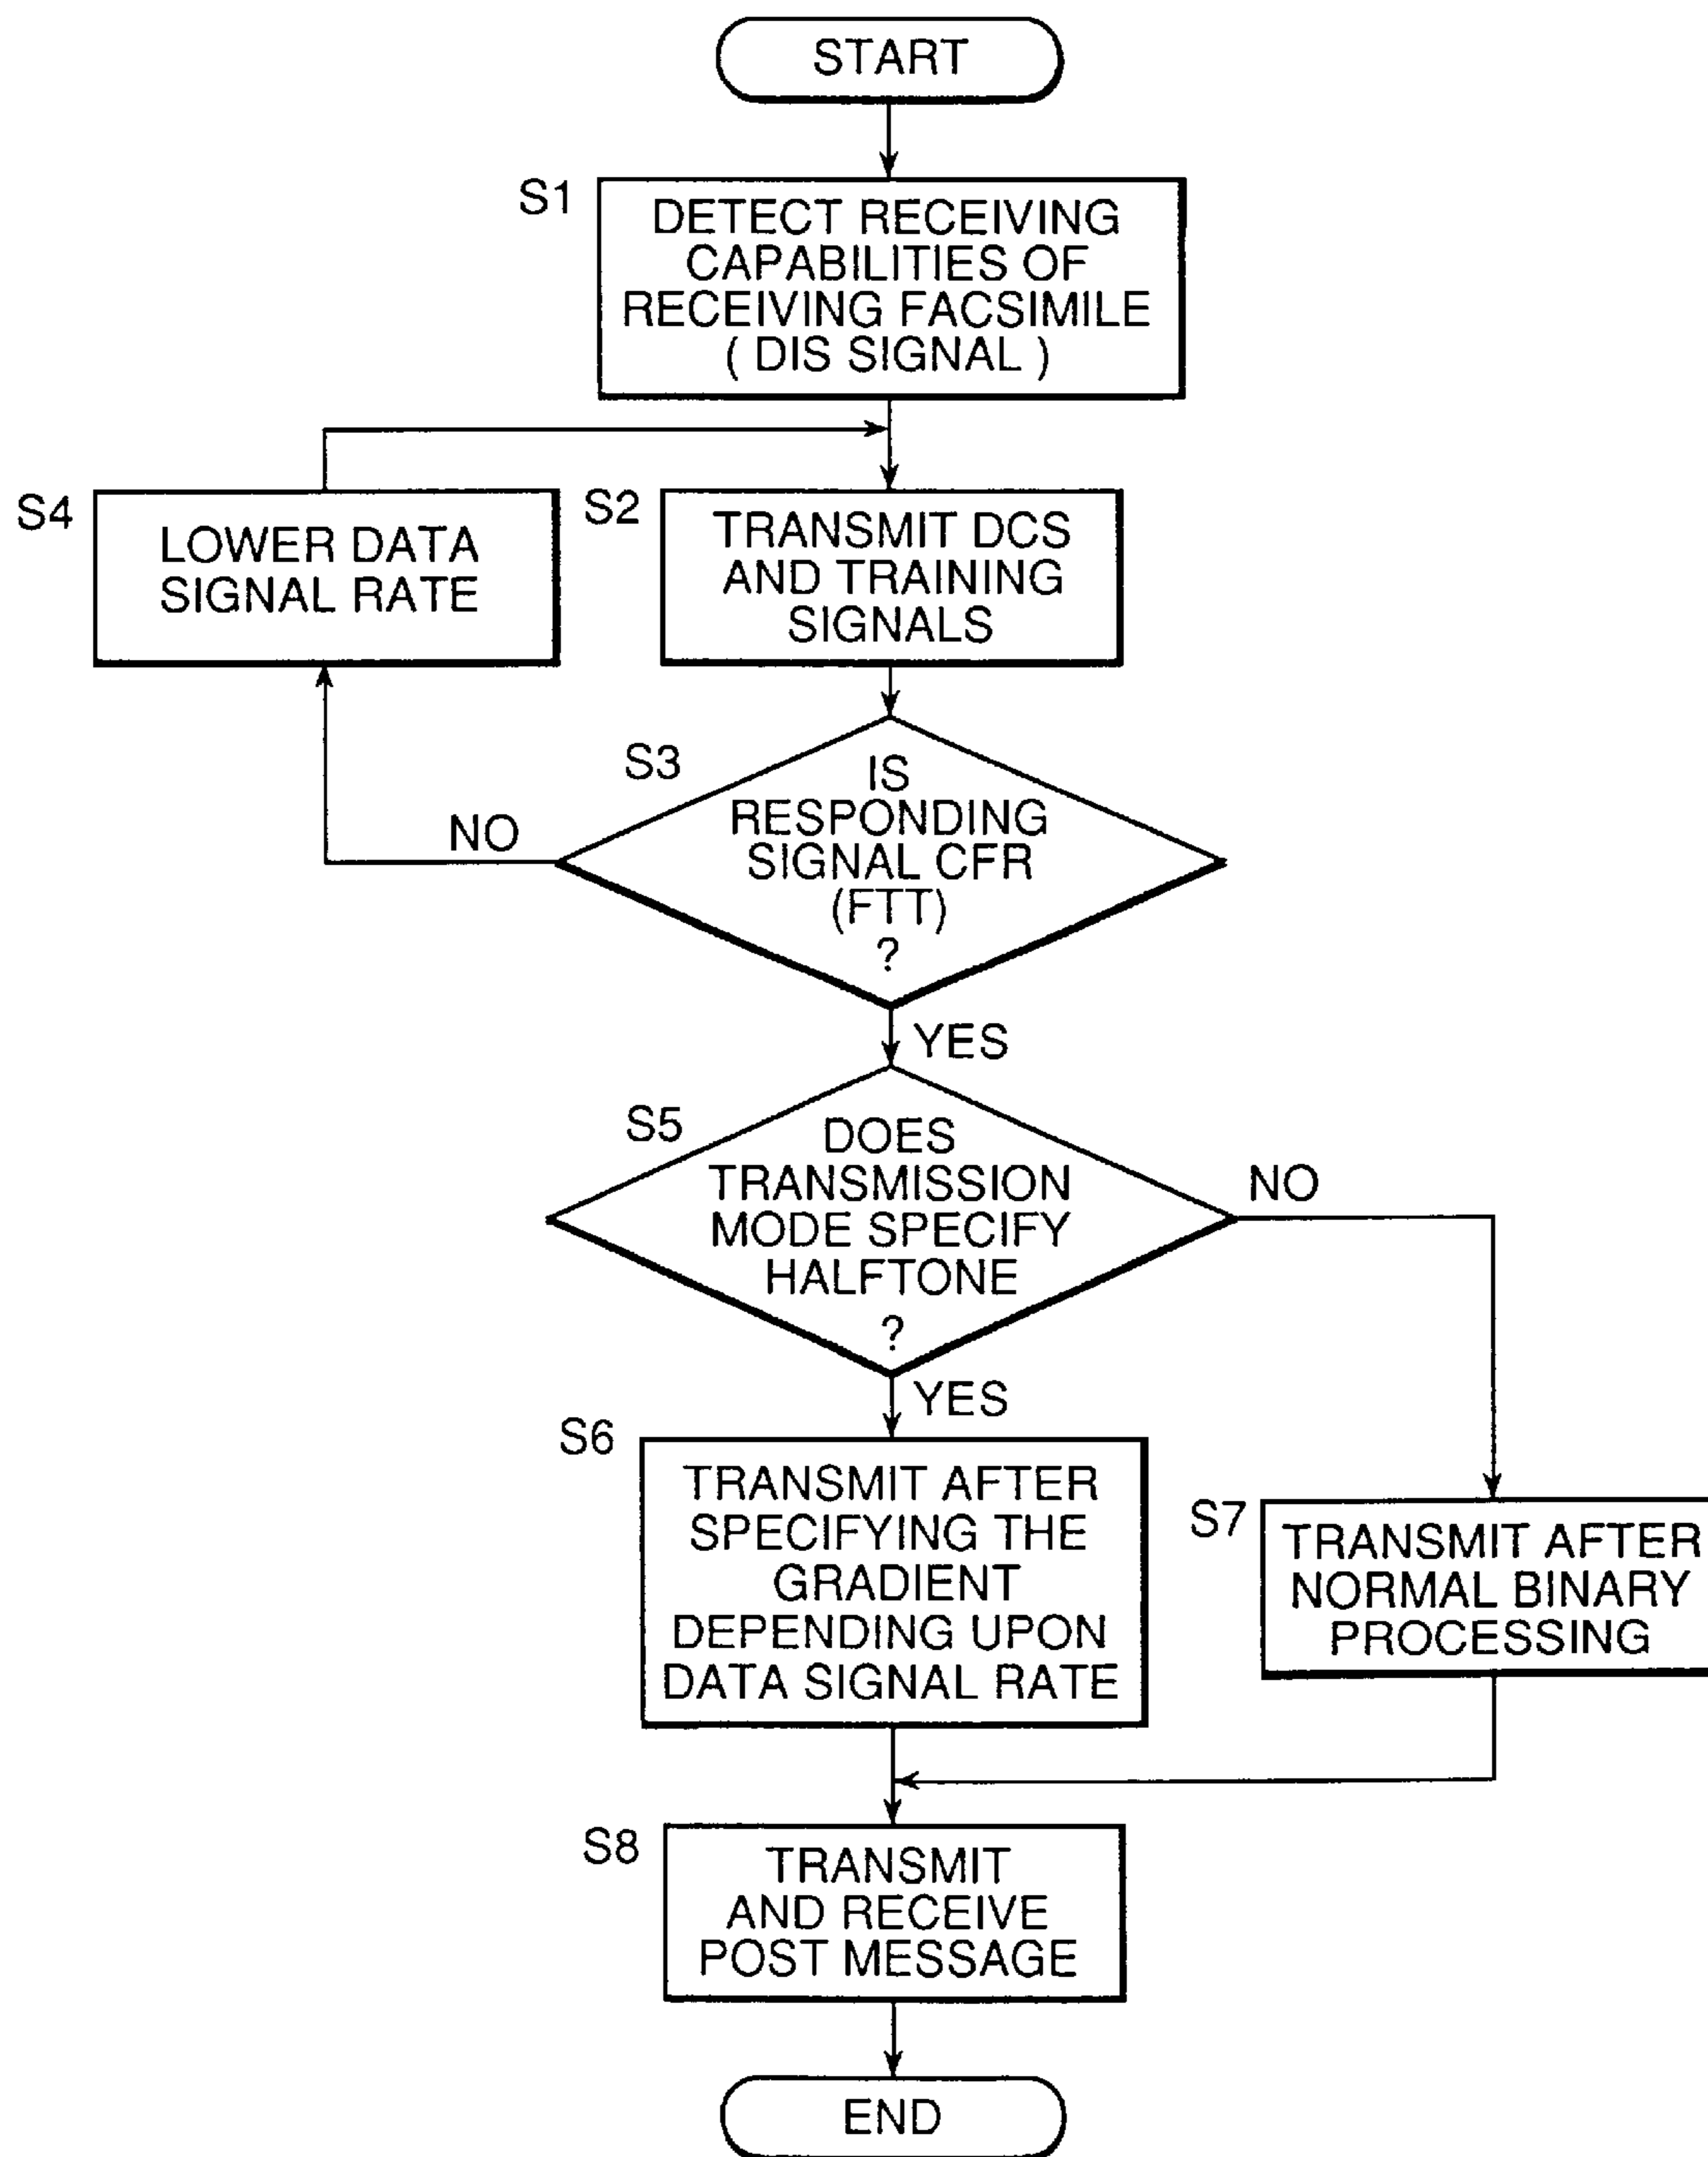 START
S1
DETECT RECEIVING
CAPABILITIES OF
RECEIVING FACSIMILE
( DIS SIGNAL )
S4
LOWER DATA
SIGNAL RATE
S2
TRANSMIT DCS
AND TRAINING
SIGNALS
S3
IS
RESPONDING
SIGNAL CFR
(FTT)
?
NO
YES
S5
DOES
TRANSMISSION
MODE SPECIFY
HALFTONE
?
NO
YES
S6
TRANSMIT AFTER
SPECIFYING THE
GRADIENT
DEPENDING UPON
DATA SIGNAL RATE
S7
TRANSMIT AFTER
NORMAL BINARY
PROCESSING
S8
TRANSMIT
AND RECEIVE
POST MESSAGE
END